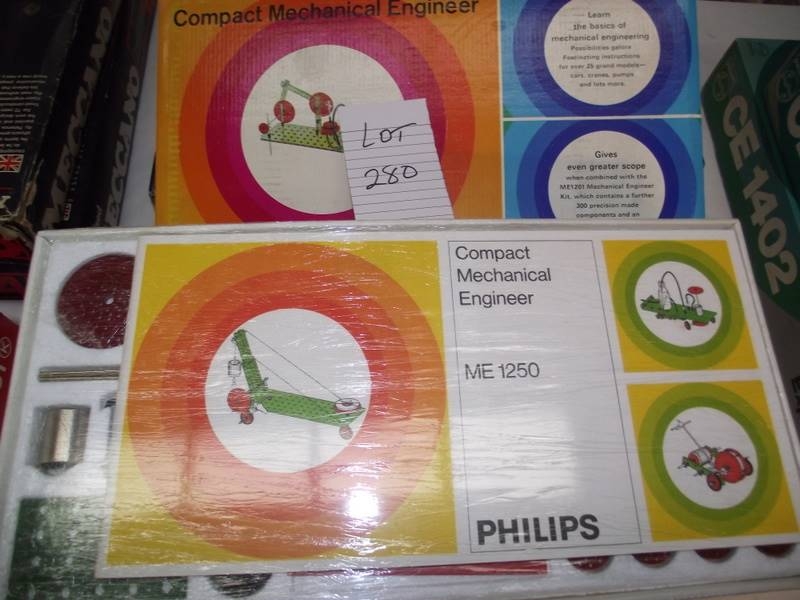 Compact Mechanical Engineer
LOT
280
Learn
the basics of
mechanical engineering
Possibilities galore
Fascinating instructions
for over 25 grand models—
cars, cranes, pumps
and lots more.
Gives
even greater scope
when combined with the
ME1201 Mechanical Engineer
Kit, which contains a further
300 precision made
components and an
MECCANO
MECCANO
CE 1402
Compact
Mechanical
Engineer
ME 1250
PHILIPS